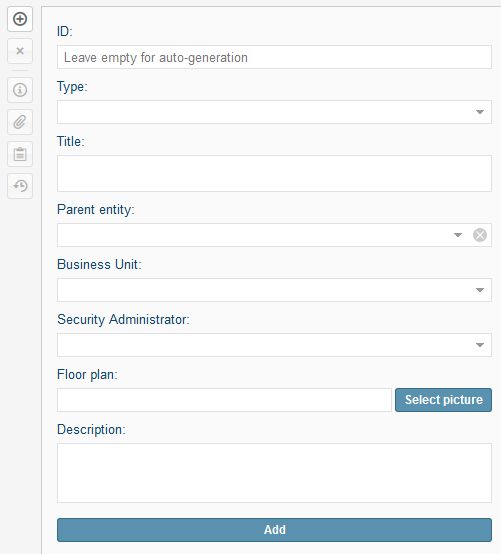 ID:
Leave empty for auto-generation
Type:
Title:
Parent entity:
Business Unit:
Security Administrator:
Floor plan:
Select picture
Description:
Add